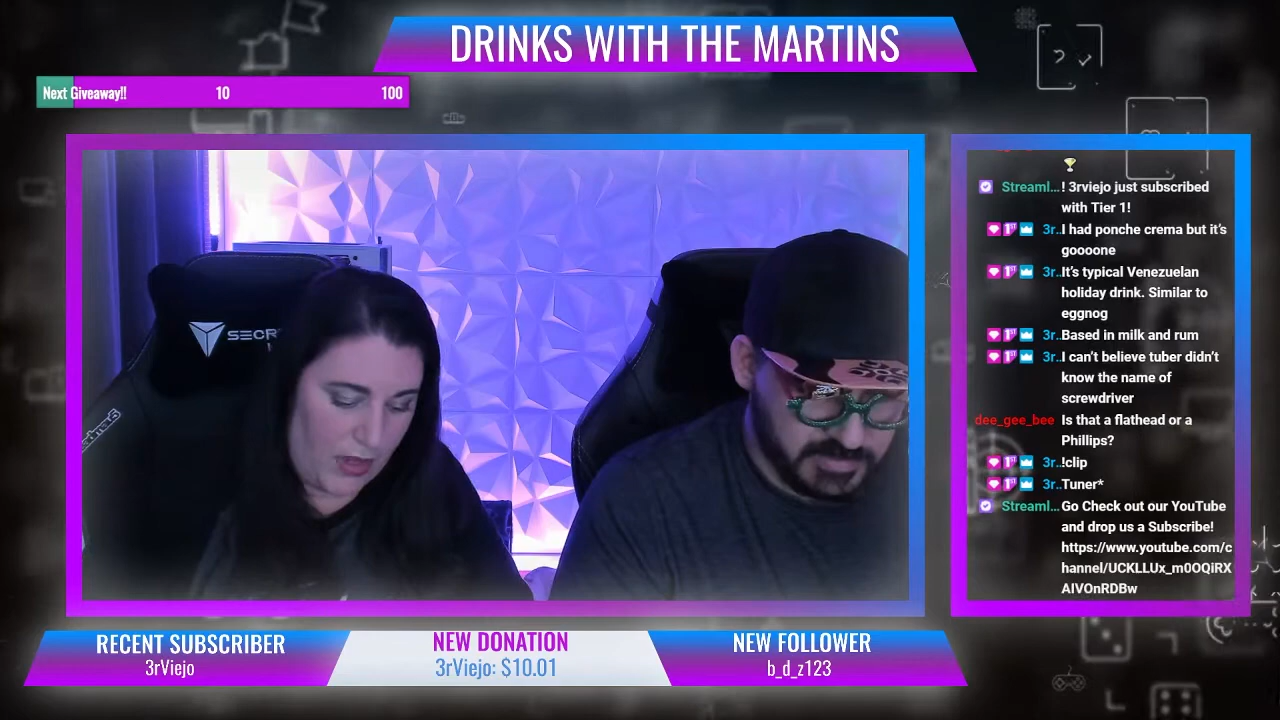 DRINKS WITH THE MARTINS
Next Giveaway!! 10 100
SECR
Streaml... ! 3rviejo just subscribed
with Tier 1!
3r.. I had ponche crema but it's
goooone
3r.. It's typical Venezuelan
holiday drink. Similar to
eggnog
3r.. Based in milk and rum
3r.. I can't believe tuber didn't
know the name of
screwdriver
dee_gee_bee Is that a flathead or a
Phillips?
3r.. !clip
3r.. Tuner*
Streaml... Go Check out our YouTube
and drop us a Subscribe!
https://www.youtube.com/c
hannel/UCKLLUx_m0OQiRX
AIVOnRDBw
RECENT SUBSCRIBER
3rViejo
NEW DONATION
3rViejo: $10.01
NEW FOLLOWER
b_d_z123